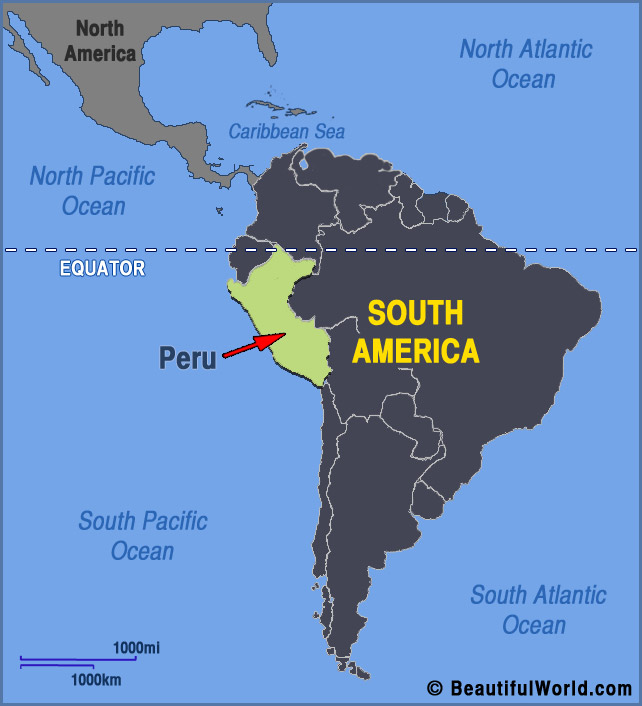 North
America
North Atlantic
Ocean
Caribbean Sea
North Pacific
Ocean
EQUATOR
SOUTH
AMERICA
Peru
South Pacific
Ocean
South Atlantic
Ocean
1000mi
1000km
© BeautifulWorld.com